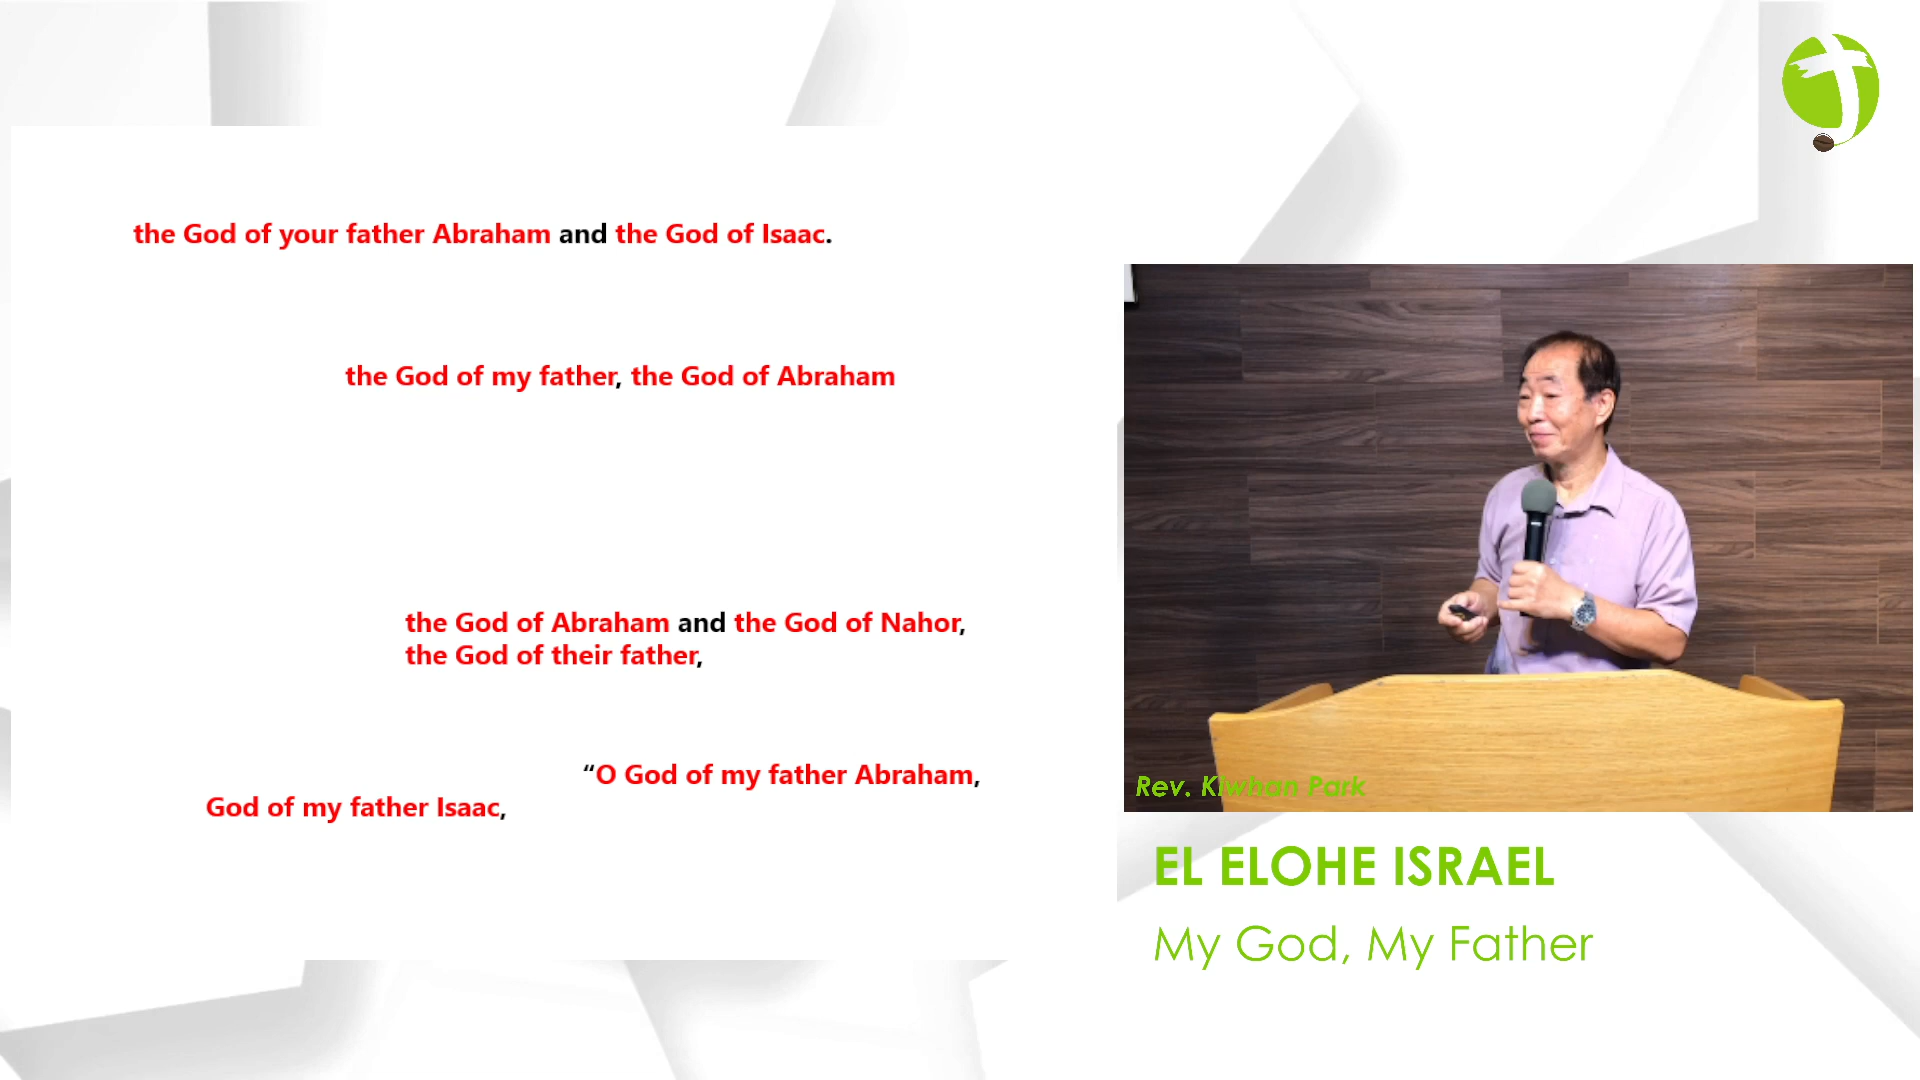 the God of your father Abraham and the God of Isaac.
the God of my father, the God of Abraham
the God of Abraham and the God of Nahor,
the God of their father,
“O God of my father Abraham,
God of my father Isaac,
Rev. Kiwhan Park
EL ELOHE ISRAEL
My God, My Father